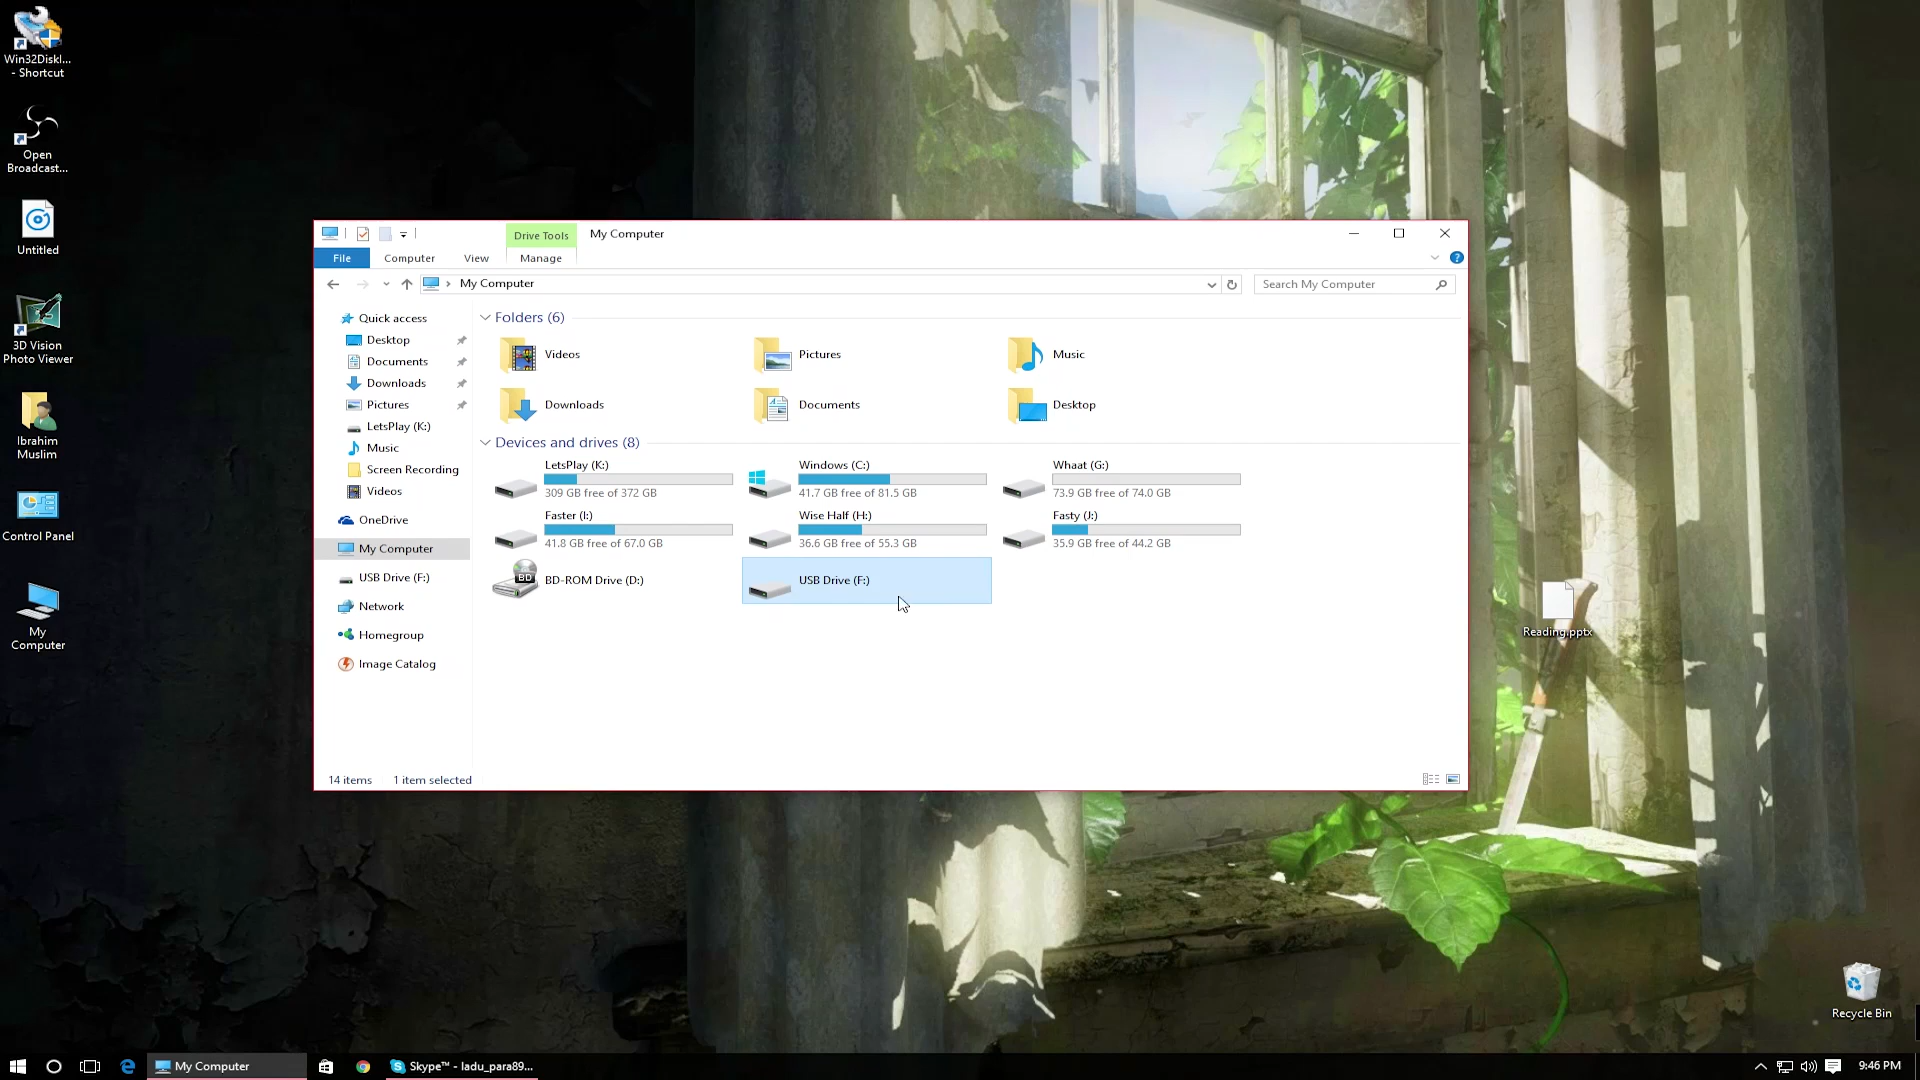 Win32DiskI...
- Shortcut
Open
Broadcast...
Untitled
3D Vision
Photo Viewer
Ibrahim
Muslim
Control Panel
My
Computer
Drive Tools
My Computer
File
Computer
View
Manage
My Computer
Search My Computer
Quick access
Desktop
Documents
Downloads
Pictures
LetsPlay (K:)
Music
Screen Recording
Videos
OneDrive
My Computer
USB Drive (F:)
Network
Homegroup
Image Catalog
Folders (6)
Videos
Pictures
Music
Downloads
Documents
Desktop
Devices and drives (8)
LetsPlay (K:)
309 GB free of 372 GB
Windows (C:)
41.7 GB free of 81.5 GB
Whaat (G:)
73.9 GB free of 74.0 GB
Faster (I:)
41.8 GB free of 67.0 GB
Wise Half (H:)
36.6 GB free of 55.3 GB
Fasty (J:)
35.9 GB free of 44.2 GB
BD
BD-ROM Drive (D:)
USB Drive (F:)
14 items
1 item selected
Reading.pptx
Recycle Bin
My Computer
Skype™ - ladu_para89...
9:46 PM